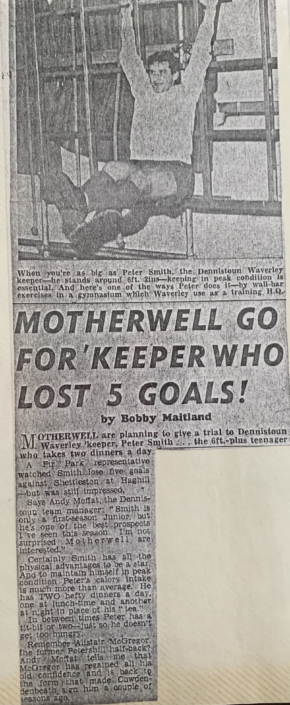 When you're as big as Peter Smith, the Dennistoun Waverley
keeper—he stands around 6ft. 2ins—keeping in peak condition is
essential. And here's one of the ways Peter does it—by wall-bar
exercises in a gymnasium which Waverley use as a training H.Q.
MOTHERWELL GO
FOR 'KEEPER WHO
LOST 5 GOALS!
by Bobby Maitland
MOTHERWELL are planning to give a trial to Dennistoun
Waverley 'keeper, Peter Smith . . . the 6ft.-plus teenager
who takes two dinners a day.
A Fir Park representative
watched Smith lose five goals
against Shettleston at Haghill
—but was still impressed.
Says Andy Moffat, the Dennis-
toun team manager: "Smith is
only a first-season Junior, but
he's one of the best prospects
I've seen this season. I'm not
surprised Motherwell are
interested."
Certainly Smith has all the
physical advantages to be a star.
And to maintain himself in peak
condition Peter's calory intake
is much more than average. He
has TWO hefty dinners a day,
one at lunch-time and another
at night in place of his "tea."
In between times Peter has a
tit-bit or two—just so he doesn't
get too hungry.
Remember Alistair McGregor,
the former Petershill half-back?
Andy Moffat tells me that
McGregor has regained all his
old confidence and is back to
the form that made Cowden-
denbeath sign him a couple of
seasons ago.